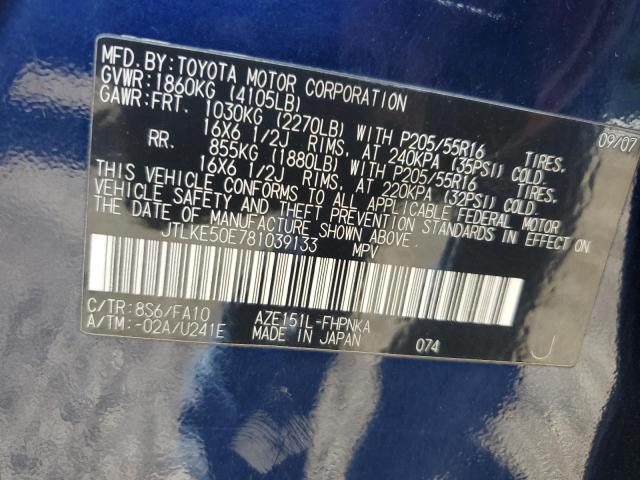 MFD. BY: TOYOTA MOTOR CORPORATION 09/07
GVWR: 1860KG (4105LB)
GAWR: FRT. 1030KG (2270LB) WITH P205/55R16 TIRES,
16X6 1/2J RIMS, AT 240KPA (35PSI) COLD.
RR. 855KG (1880LB) WITH P205/55R16 TIRES,
16X6 1/2J RIMS, AT 220KPA (32PSI) COLD.
THIS VEHICLE CONFORMS TO ALL APPLICABLE FEDERAL MOTOR
VEHICLE SAFETY AND THEFT PREVENTION STANDARDS IN EFFECT ON
THE DATE OF MANUFACTURE SHOWN ABOVE.
JTLKE50E781039133 MPV
C/TR: 8S6/FA10 AZE151L-FHPNKA
A/TM: -02A/U241E MADE IN JAPAN 074 J